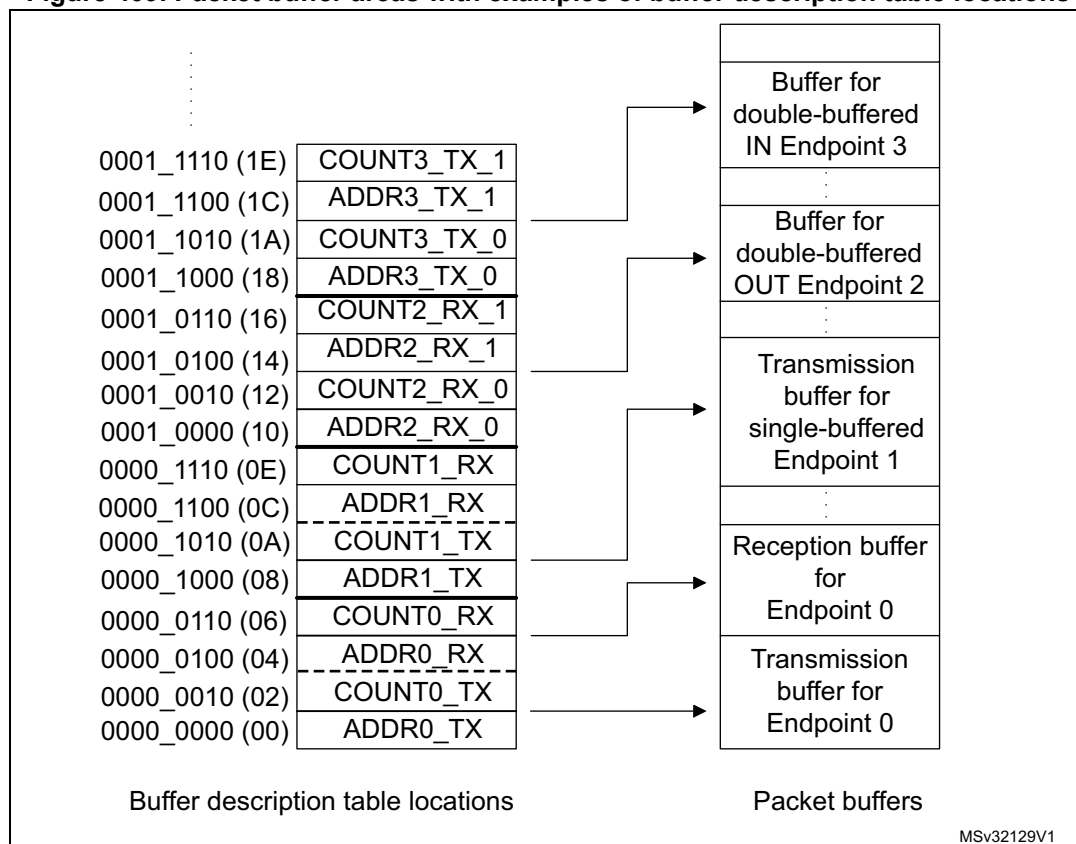 Figure Packet buffer areas with examples of buffer description table locations
0001_1110 (1E) COUNT3_TX_1
0001_1100 (1C) ADDR3_TX_1
0001_1010 (1A) COUNT3_TX_0
0001_1000 (18) ADDR3_TX_0
0001_0110 (16) COUNT2_RX_1
0001_0100 (14) ADDR2_RX_1
0001_0010 (12) COUNT2_RX_0
0001_0000 (10) ADDR2_RX_0
0000_1110 (0E) COUNT1_RX
0000_1100 (0C) ADDR1_RX
0000_1010 (0A) COUNT1_TX
0000_1000 (08) ADDR1_TX
0000_0110 (06) COUNT0_RX
0000_0100 (04) ADDR0_RX
0000_0010 (02) COUNT0_TX
0000_0000 (00) ADDR0_TX
Buffer description table locations
Buffer for
double-buffered
IN Endpoint 3
Buffer for
double-buffered
OUT Endpoint 2
Transmission
buffer for
single-buffered
Endpoint 1
Reception buffer
for
Endpoint 0
Transmission
buffer for
Endpoint 0
Packet buffers
MSv32129V1